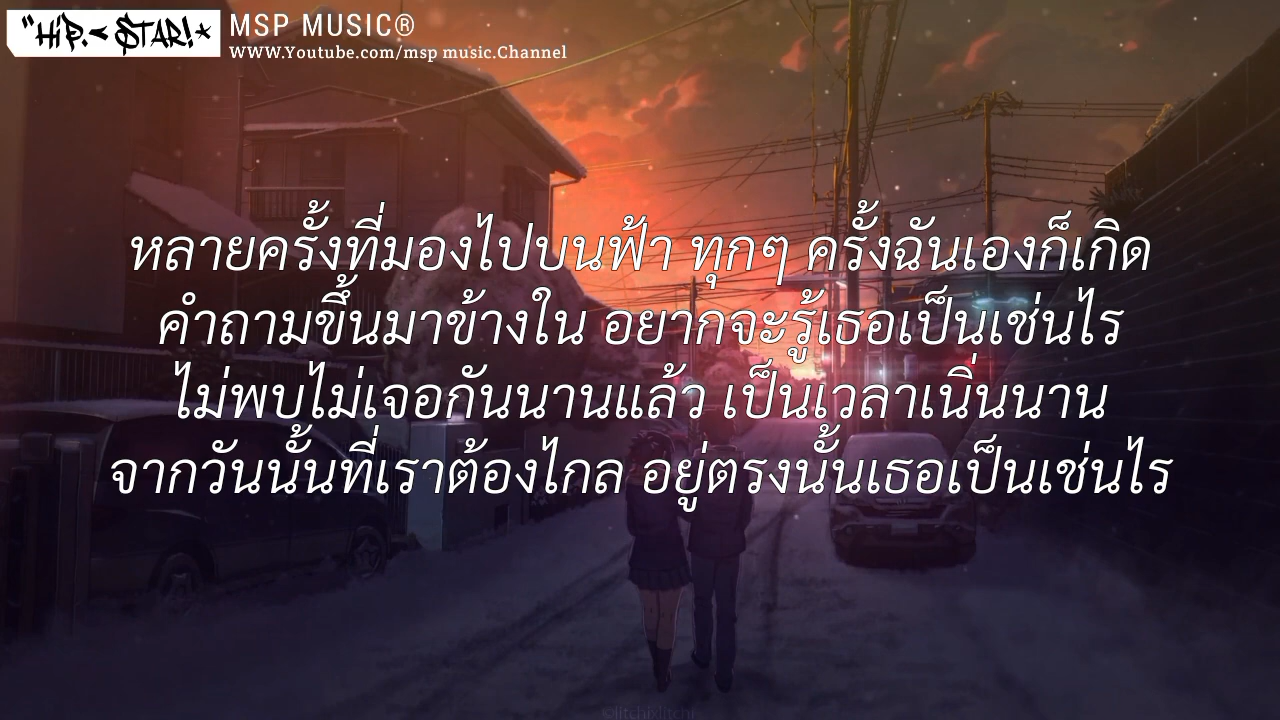 "HIP.< $TAR!★
MSP MUSIC®
WWW.Youtube.com/msp music.Channel
หลายครั้งที่มองไปบนฟ้า ทุกๆ ครั้งฉันเองก็เกิด
คำถามขึ้นมาข้างใน อยากจะรู้เธอเป็นเช่นไร
ไม่พบไม่เจอกันนานแล้ว เป็นเวลาเนิ่นนาน
จากวันนั้นที่เราต้องไกล อยู่ตรงนั้นเธอเป็นเช่นไร
©litchixlitchi